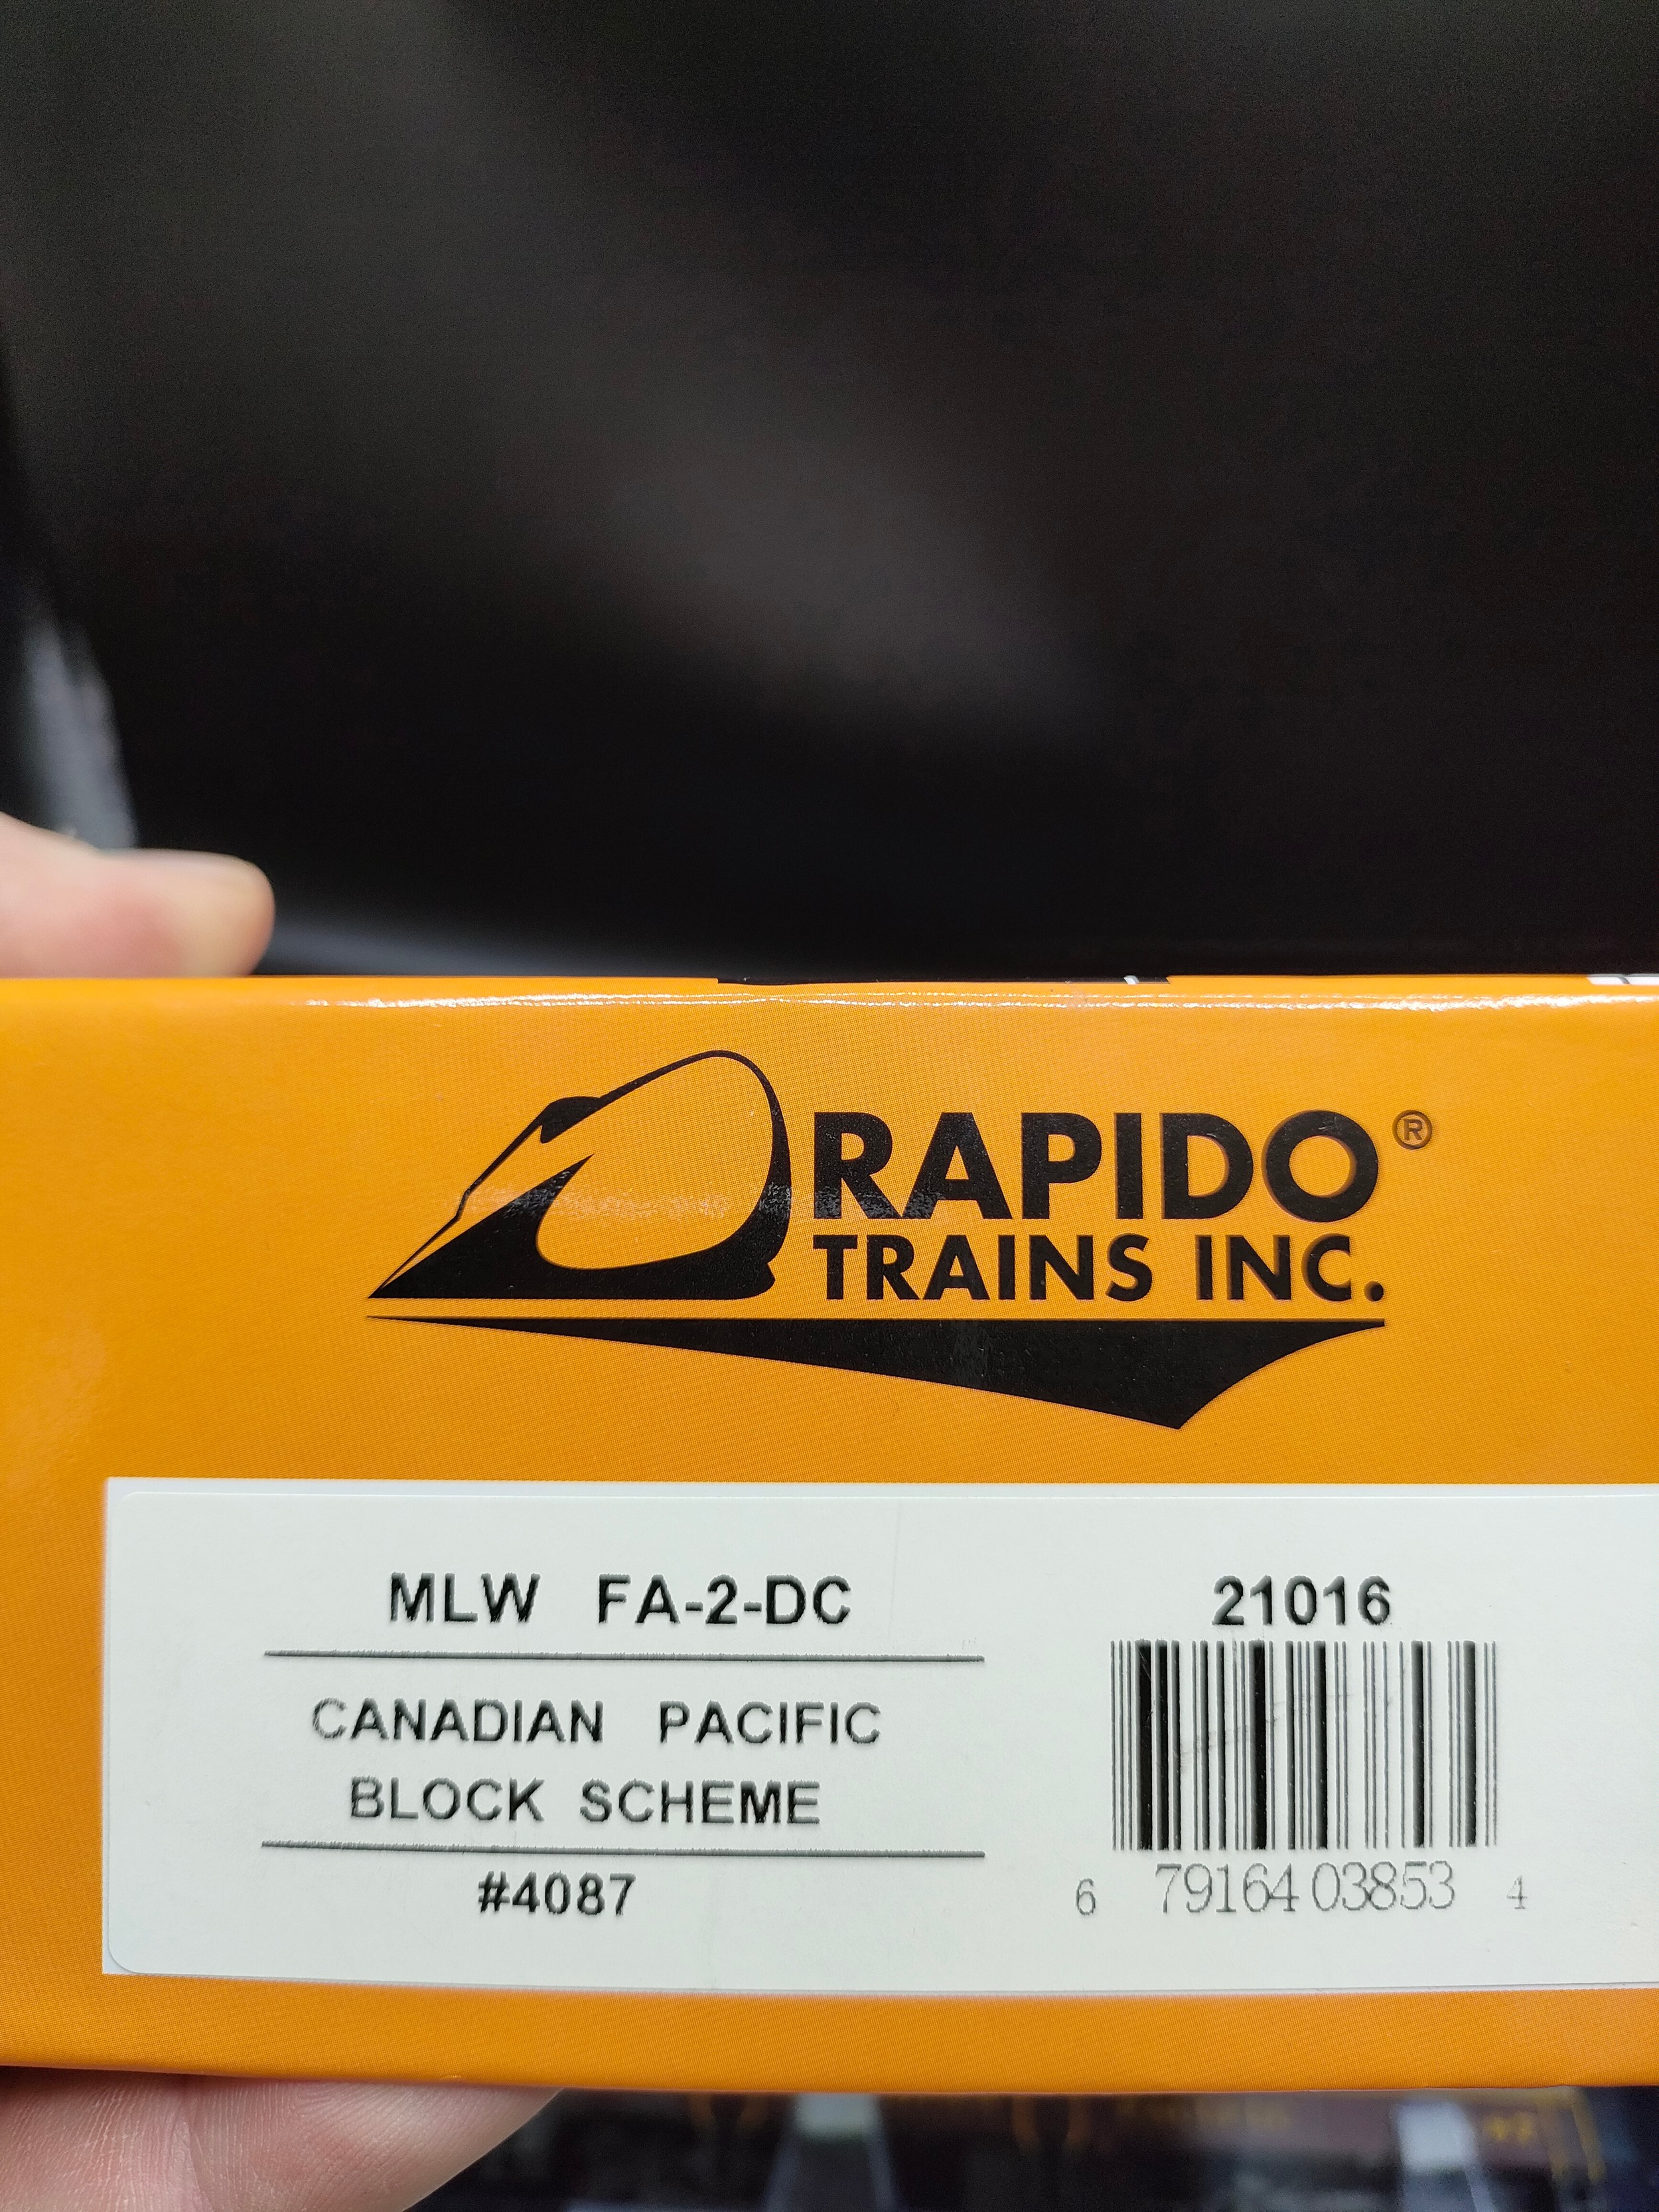 RAPIDO®
TRAINS INC.
MLW FA-2-DC
CANADIAN PACIFIC
BLOCK SCHEME
#4087
21016
6 79164 03853 4